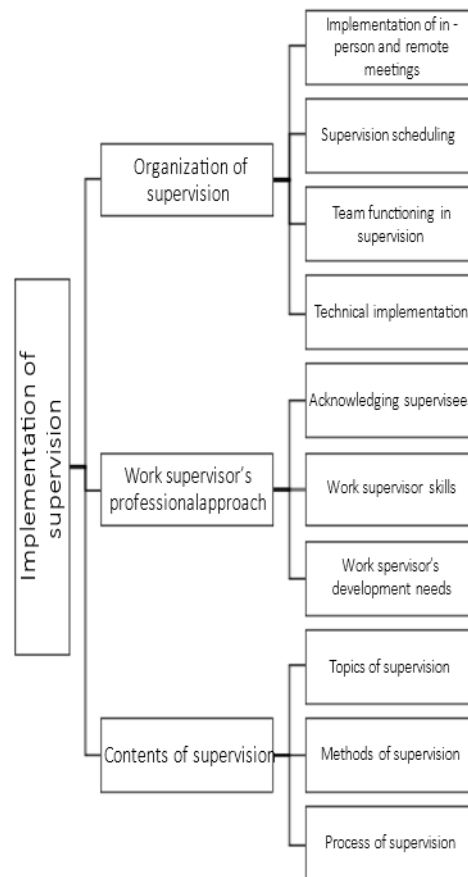 Implementation of in -
person and remote
meetings
Supervision scheduling
Organization of
supervision
Team functioning in
supervision
Technical implementation
Implementation of
supervision
Acknowledging supervisee
Work supervisor's
professionalapproach
Work supervisor skills
Work spervisor's
development needs
Topics of supervision
Contents of supervision
Methods of supervision
Process of supervision